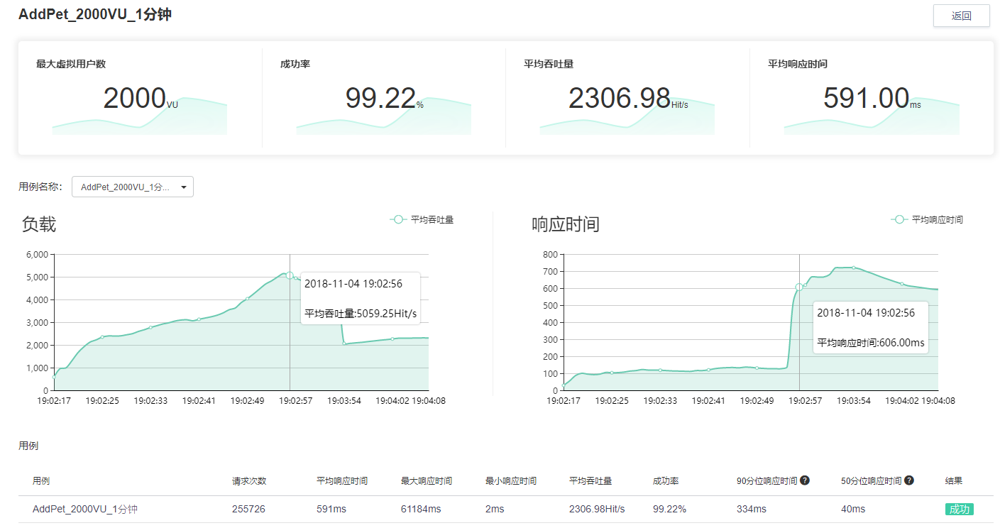 AddPet_2000VU_1分钟
返回
最大虚拟用户数 成功率 平均吞吐量 平均响应时间
2000VU 99.22% 2306.98Hit/s 591.00ms
用例名称: AddPet_2000VU_1分...
负载
平均吞吐量
6,000
5,000
4,000
3,000
2,000
1,000
0
2018-11-04 19:02:56
平均吞吐量:5059.25Hit/s
19:02:17 19:02:25 19:02:33 19:02:41 19:02:49 19:02:57 19:03:54 19:04:02 19:04:08
响应时间
平均响应时间
800
700
600
500
400
300
200
100
0
2018-11-04 19:02:56
平均响应时间:606.00ms
19:02:17 19:02:25 19:02:33 19:02:41 19:02:49 19:02:57 19:03:54 19:04:02 19:04:08
用例
用例 请求次数 平均响应时间 最大响应时间 最小响应时间 平均吞吐量 成功率 90分位响应时间 ? 50分位响应时间 ? 结果
AddPet_2000VU_1分钟 255726 591ms 61184ms 2ms 2306.98Hit/s 99.22% 334ms 40ms 成功